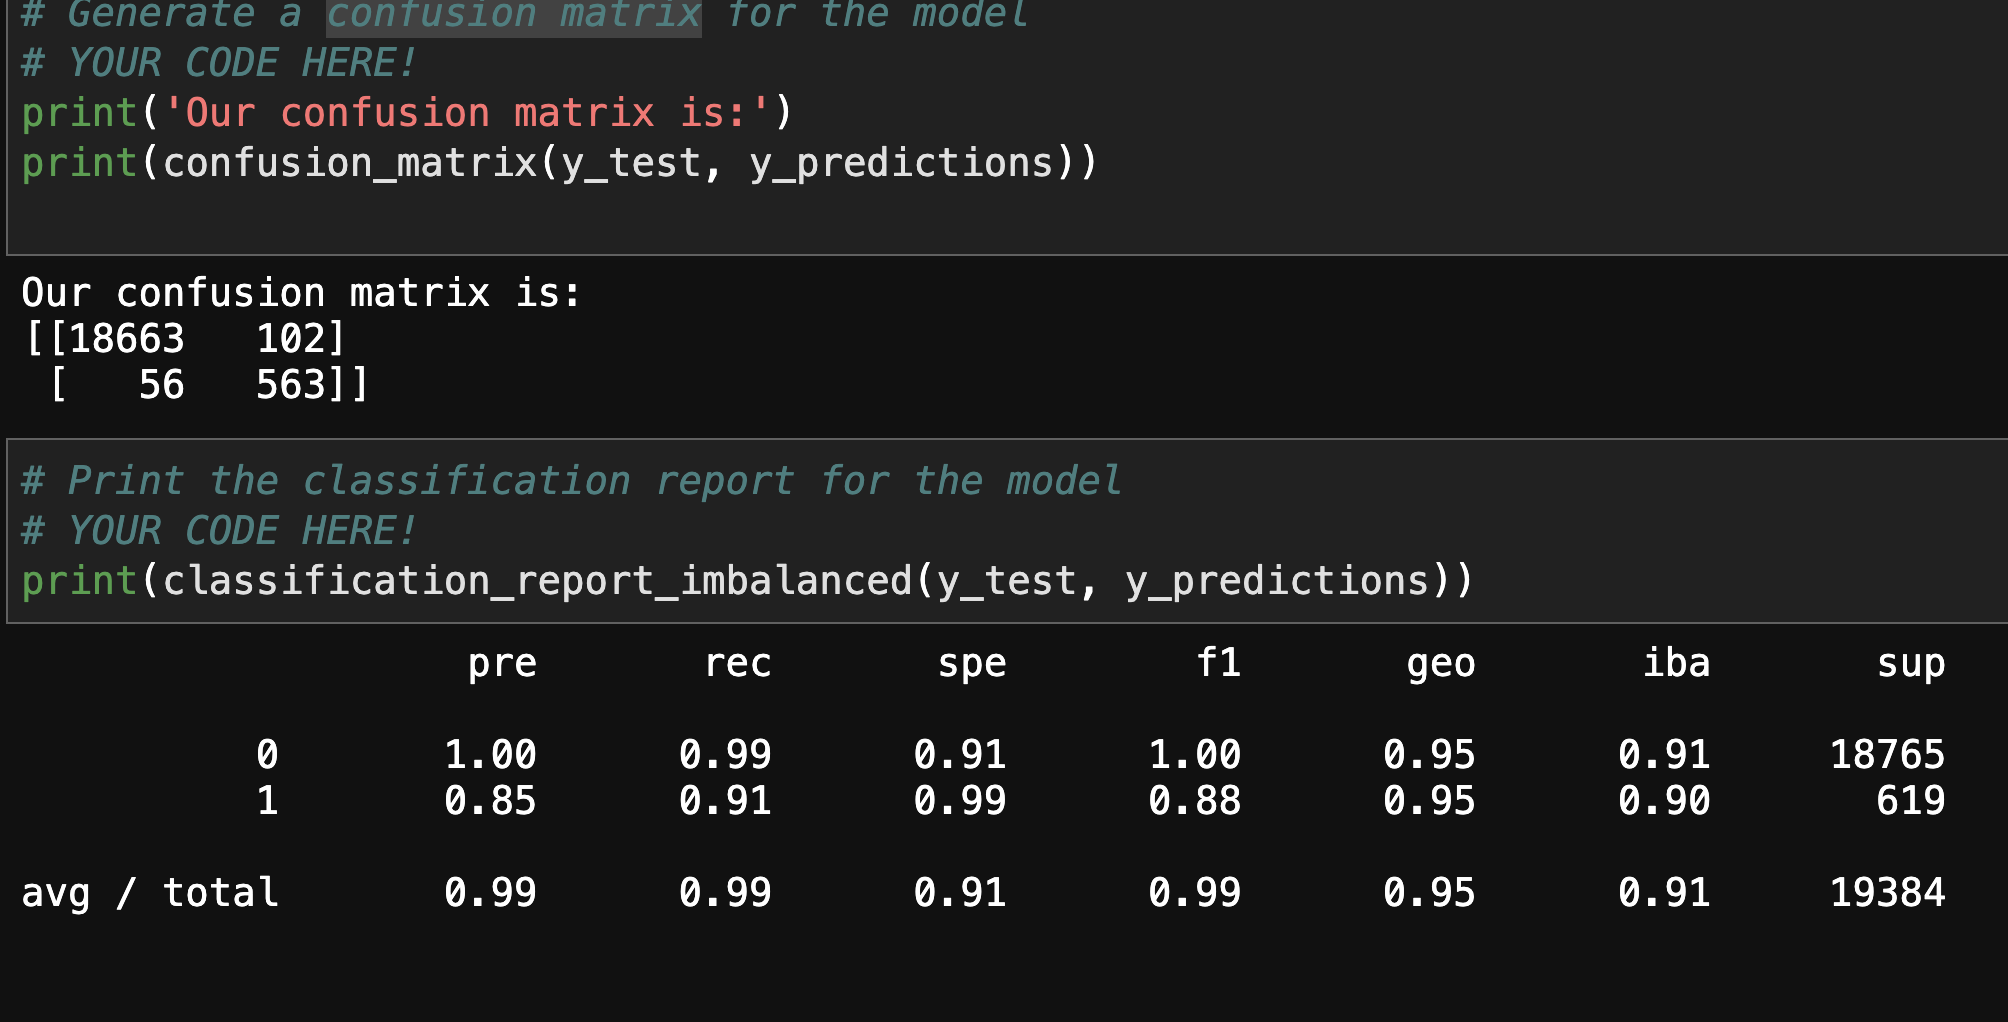 # Generate a confusion matrix for the model
# YOUR CODE HERE!
print('Our confusion matrix is:')
print(confusion_matrix(y_test, y_predictions))
Our confusion matrix is:
[[18663   102]
 [   56   563]]
# Print the classification report for the model
# YOUR CODE HERE!
print(classification_report_imbalanced(y_test, y_predictions))
                   pre       rec       spe        f1       geo       iba       sup
          0       1.00      0.99      0.91      1.00      0.95      0.91     18765
          1       0.85      0.91      0.99      0.88      0.95      0.90       619
avg / total       0.99      0.99      0.91      0.99      0.95      0.91     19384